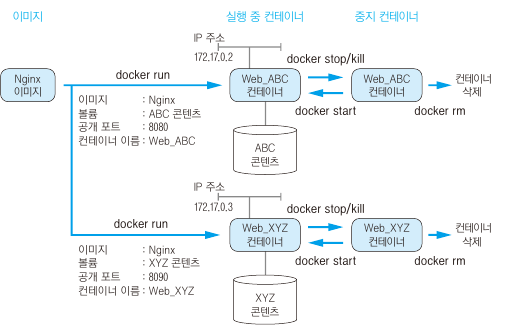 이미지
실행 중 컨테이너
중지 컨테이너
IP 주소
172.17.0.2
docker stop/kill
Nginx
이미지
docker run
Web_ABC
컨테이너
Web_ABC
컨테이너
컨테이너
삭제
docker start
docker rm
이미지 : Nginx
볼륨 : ABC 콘텐츠
공개 포트 : 8080
컨테이너 이름 : Web_ABC
ABC
콘텐츠
IP 주소
172.17.0.3
docker stop/kill
docker run
Web_XYZ
컨테이너
Web_XYZ
컨테이너
컨테이너
삭제
docker start
docker rm
이미지 : Nginx
볼륨 : XYZ 콘텐츠
공개 포트 : 8090
컨테이너 이름 : Web_XYZ
XYZ
콘텐츠